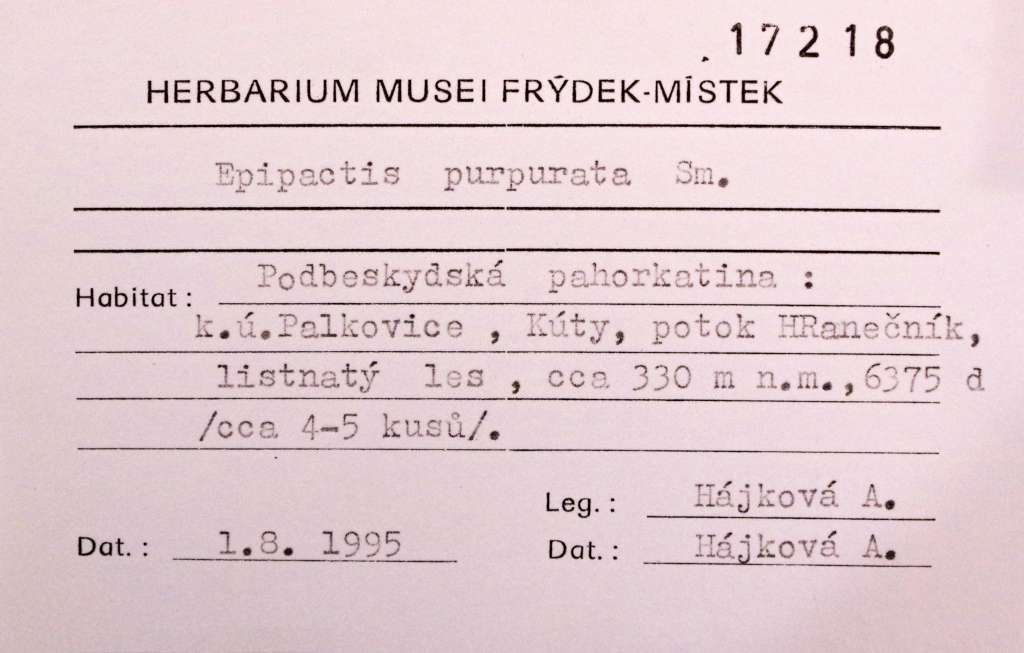 17218
HERBARIUM MUSEI FRÝDEK-MÍSTEK
Epipactis purpurata Sm.
Habitat: Podbeskydská pahorkatina :
k.ú.Palkovice , Kúty, potok HRanečník,
listnatý les , cca 330 m n.m.,6375 d
/cca 4-5 kusů/.
Leg.: Hájková A.
Dat.: 1.8. 1995 Dat.: Hájková A.